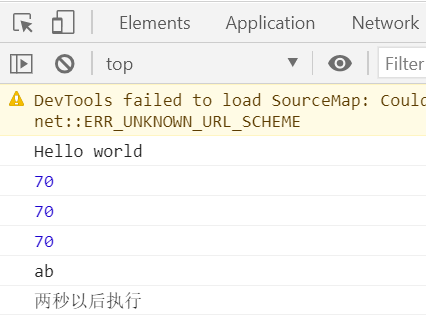 Elements Application Network
top Filter
DevTools failed to load SourceMap: Coul
net::ERR_UNKNOWN_URL_SCHEME
Hello world
70
70
70
ab
两秒以后执行